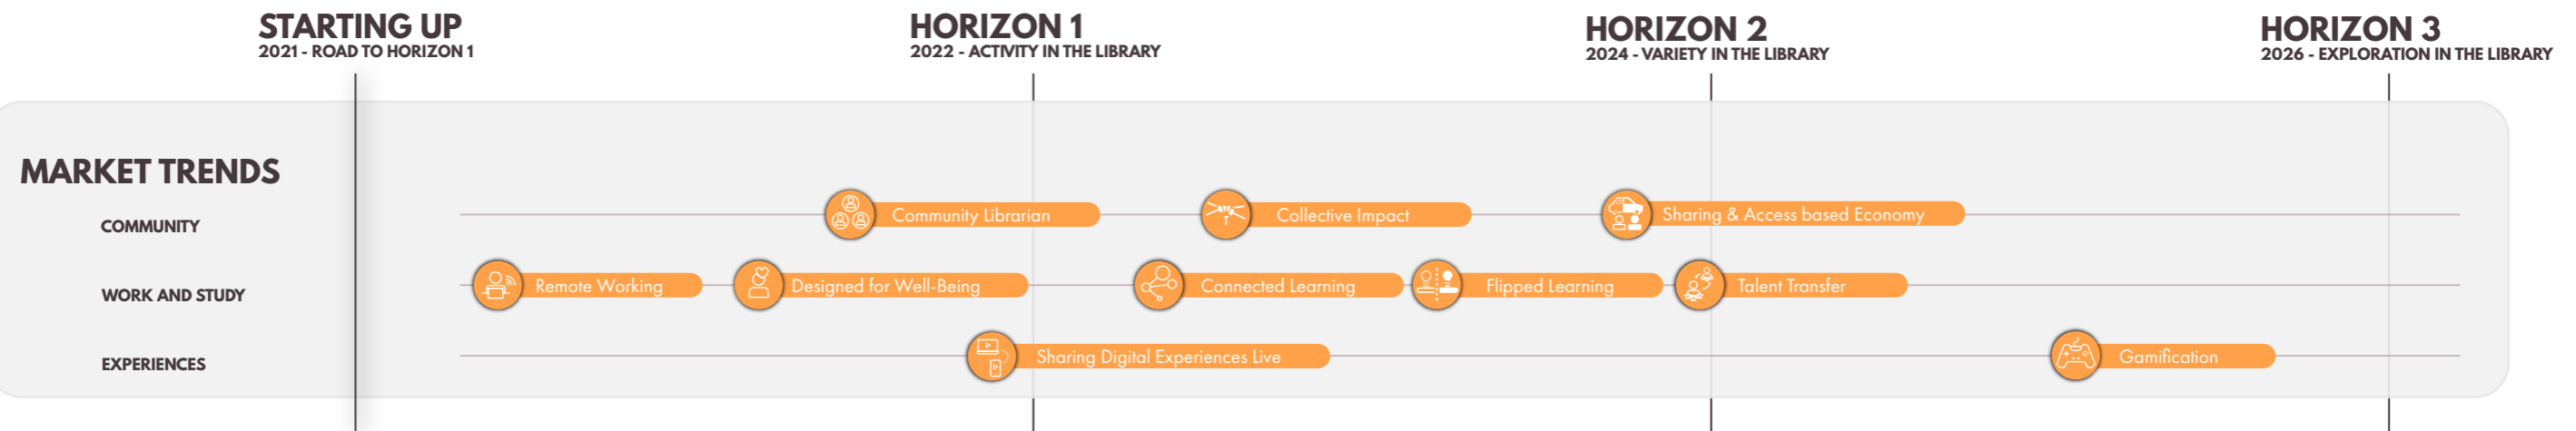 STARTING UP
2021 - ROAD TO HORIZON 1
HORIZON 1
2022 - ACTIVITY IN THE LIBRARY
HORIZON 2
2024 - VARIETY IN THE LIBRARY
HORIZON 3
2026 - EXPLORATION IN THE LIBRARY
MARKET TRENDS
COMMUNITY
Community Librarian
Collective Impact
Sharing & Access based Economy
WORK AND STUDY
Remote Working
Designed for Well-Being
Connected Learning
Flipped Learning
Talent Transfer
EXPERIENCES
Sharing Digital Experiences Live
Gamification